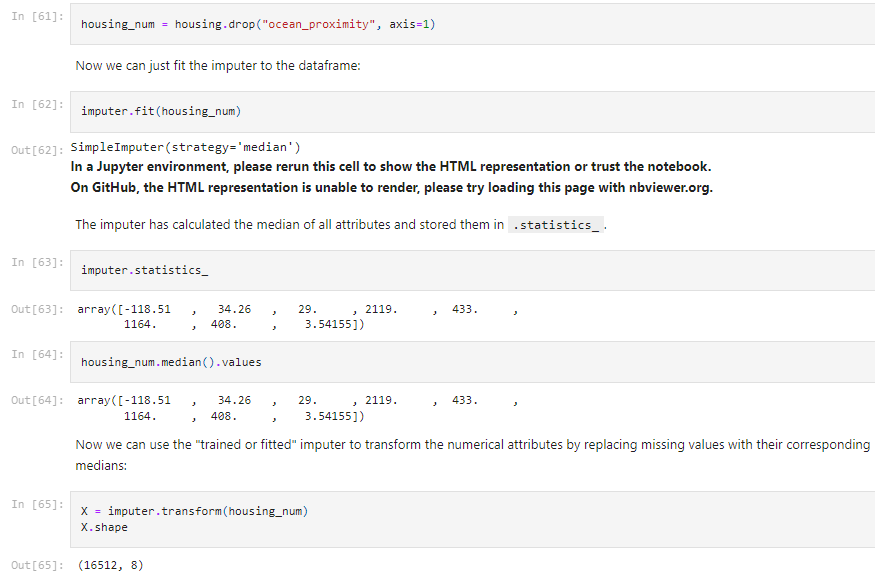 In [61]: housing_num = housing.drop("ocean_proximity", axis=1)
Now we can just fit the imputer to the dataframe:
In [62]: imputer.fit(housing_num)
Out[62]: SimpleImputer(strategy='median')
In a Jupyter environment, please rerun this cell to show the HTML representation or trust the notebook.
On GitHub, the HTML representation is unable to render, please try loading this page with nbviewer.org.
The imputer has calculated the median of all attributes and stored them in .statistics_.
In [63]: imputer.statistics_
Out[63]: array([-118.51   ,   34.26   ,   29.     , 2119.     ,  433.     ,
       1164.     ,  408.     ,    3.54155])
In [64]: housing_num.median().values
Out[64]: array([-118.51   ,   34.26   ,   29.     , 2119.     ,  433.     ,
       1164.     ,  408.     ,    3.54155])
Now we can use the "trained or fitted" imputer to transform the numerical attributes by replacing missing values with their corresponding
medians:
In [65]: X = imputer.transform(housing_num)
X.shape
Out[65]: (16512, 8)